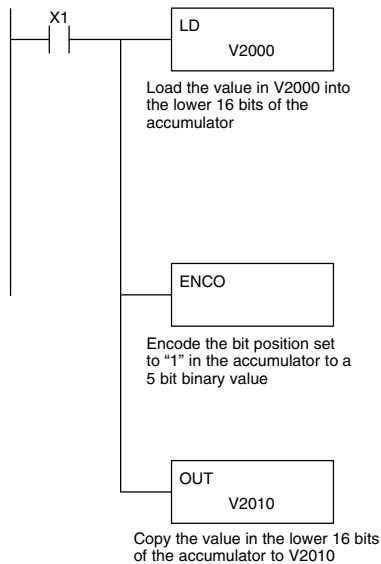 X1
LD
V2000
Load the value in V2000 into
the lower 16 bits of the
accumulator
ENCO
Encode the bit position set
to “1” in the accumulator to a
5 bit binary value
OUT
V2010
Copy the value in the lower 16 bits
of the accumulator to V2010